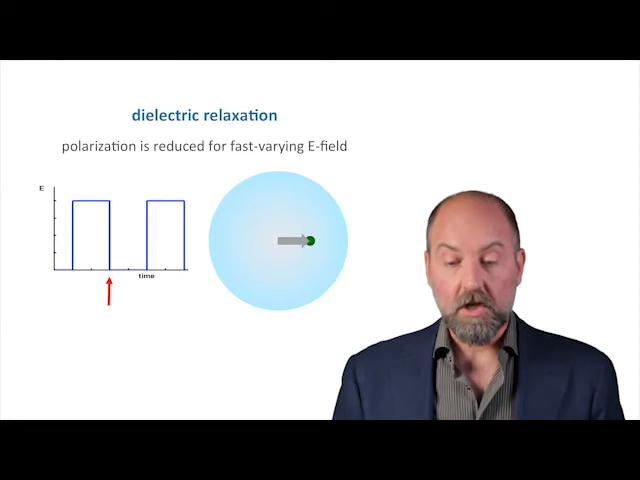 dielectric relaxation
polarization is reduced for fast-varying E-field
E
time